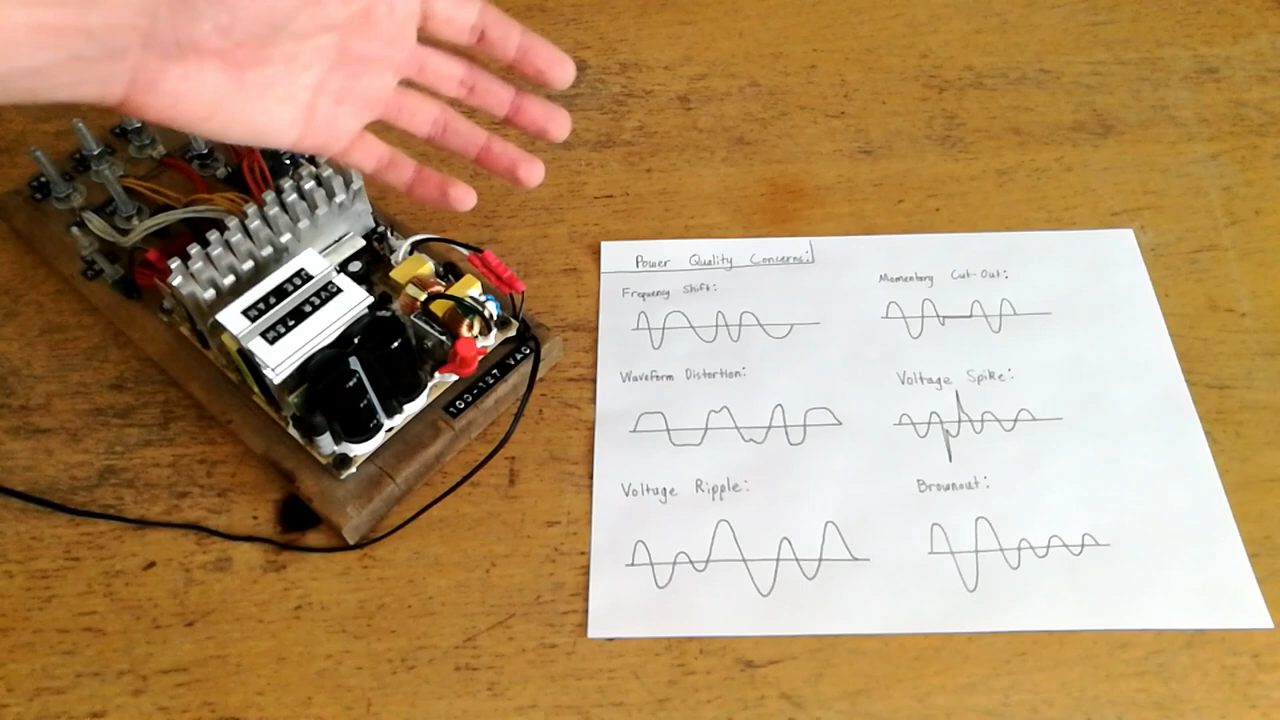 USE FAN
OVER 75W
100-127 VAC
Power Quality Concerns:
Frequency Shift:
Momentary Cut-Out:
Waveform Distortion:
Voltage Spike:
Voltage Ripple:
Brownout: